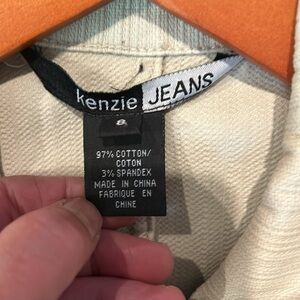 kenzie JEANS
8
97% COTTON/
COTON
3% SPANDEX
MADE IN CHINA
FABRIQUE EN
CHINE